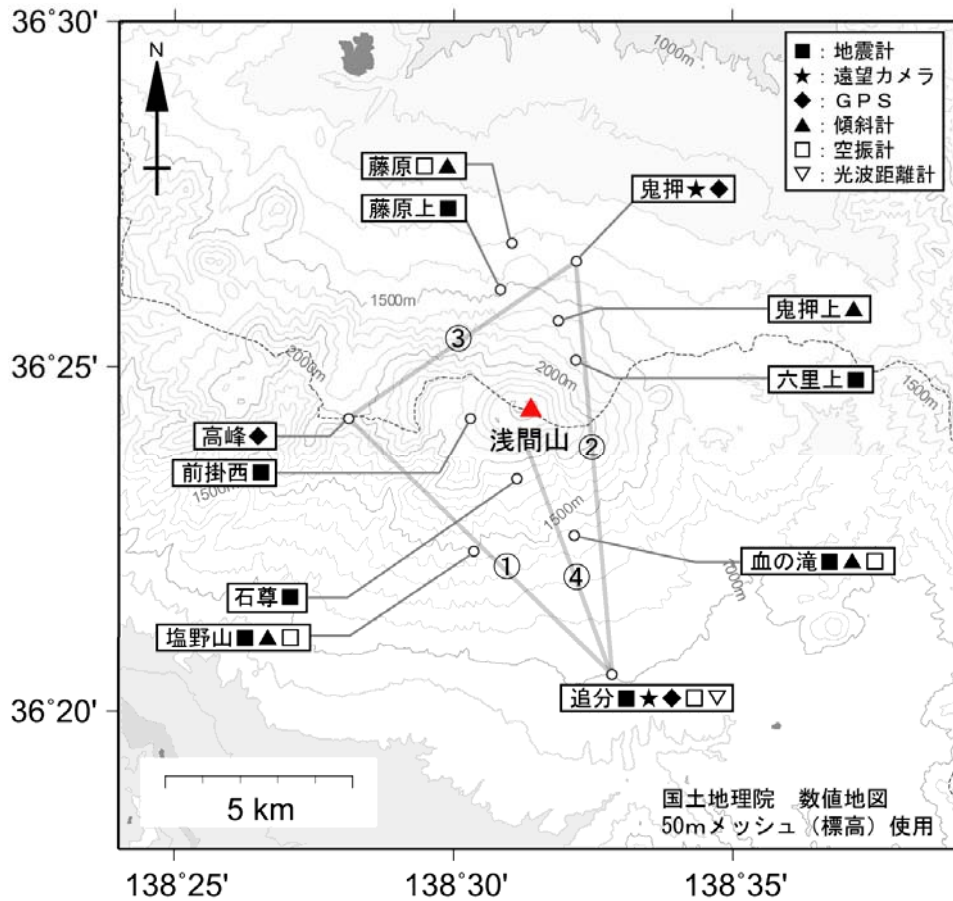 36°30'
N
1000m
■：地震計
★：遠望カメラ
◆：ＧＰＳ
▲：傾斜計
□：空振計
▽：光波距離計
藤原□▲
鬼押★◆
藤原上■
1500m
鬼押上▲
③
36°25'
2000m
2000m
六里上■
1500m
高峰◆
浅間山
②
前掛西■
1500m
1500m
血の滝■▲□
①
④
1000m
石尊■
塩野山■▲□
追分■★◆□▽
36°20'
5 km
国土地理院　数値地図
50mメッシュ（標高）使用
138°25'
138°30'
138°35'